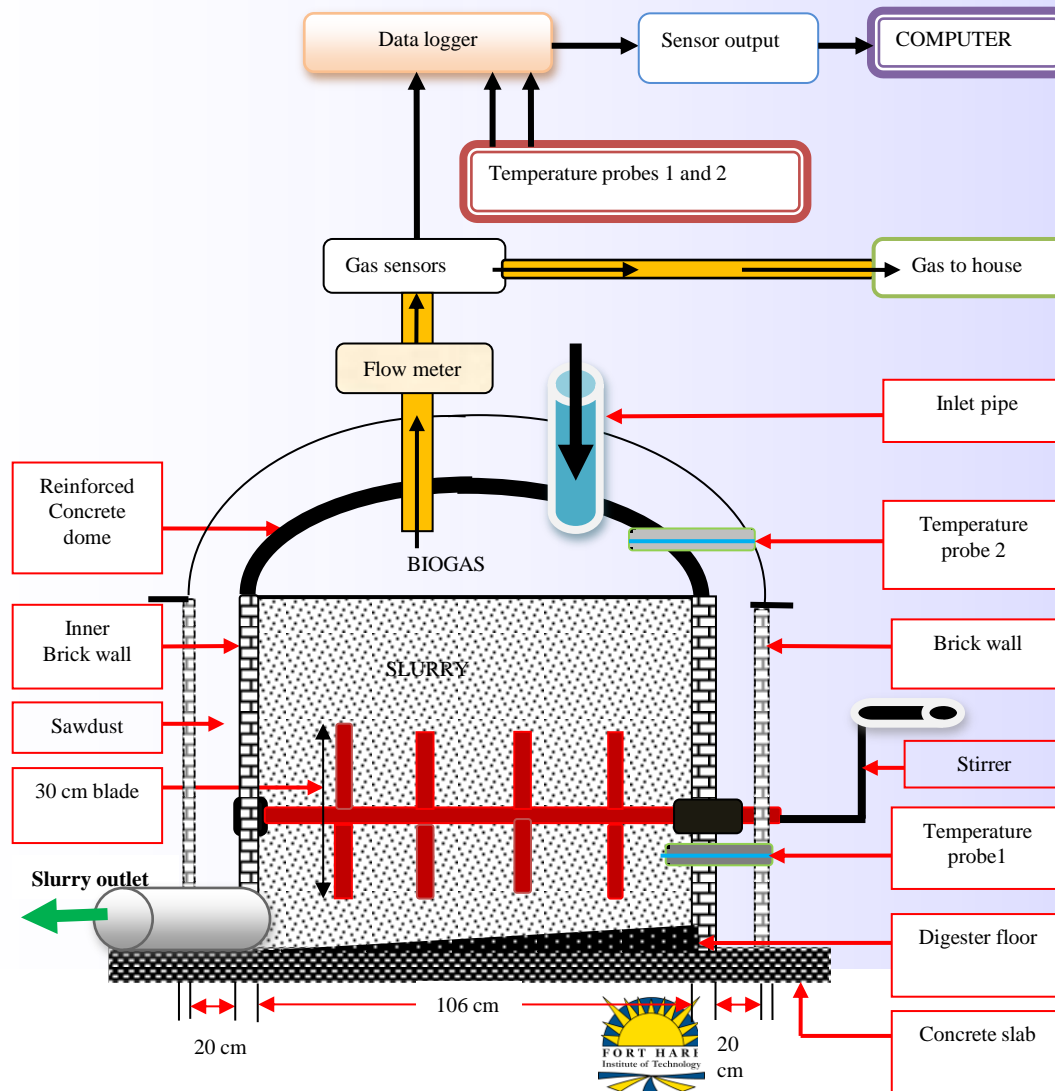 Data logger
Sensor output
COMPUTER
Temperature probes 1 and 2
Gas sensors
Gas to house
Flow meter
Inlet pipe
Reinforced
Concrete
dome
Temperature
probe 2
BIOGAS
Inner
Brick wall
Brick wall
SLURRY
Sawdust
30 cm blade
Stirrer
Temperature
probe1
Slurry outlet
Digester floor
106 cm
20 cm
20
cm
Concrete slab
FORT HARE
Institute of Technology